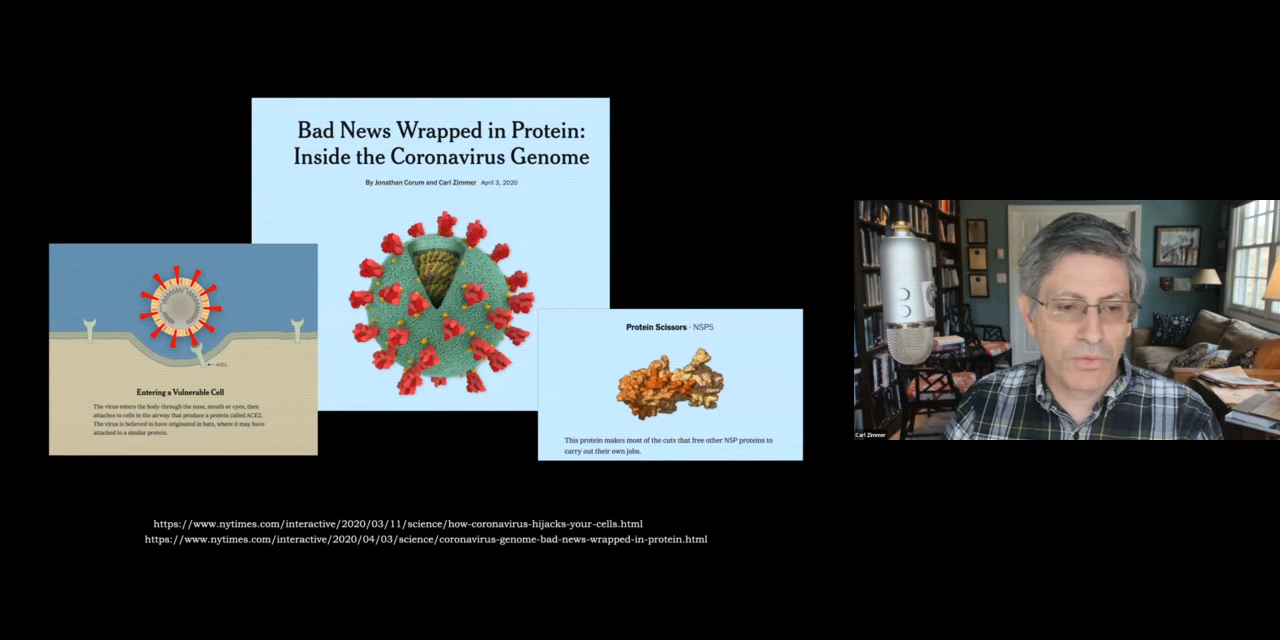 Bad News Wrapped in Protein:
Inside the Coronavirus Genome
By Jonathan Corum and Carl Zimmer April 3, 2020
ACE2
Entering a Vulnerable Cell
The virus enters the body through the nose, mouth or eyes, then
attaches to cells in the airway that produce a protein called ACE2.
The virus is believed to have originated in bats, where it may have
attached to a similar protein.
Protein Scissors · NSP5
This protein makes most of the cuts that free other NSP proteins to
carry out their own jobs.
https://www.nytimes.com/interactive/2020/03/11/science/how-coronavirus-hijacks-your-cells.html
https://www.nytimes.com/interactive/2020/04/03/science/coronavirus-genome-bad-news-wrapped-in-protein.html
Carl Zimmer